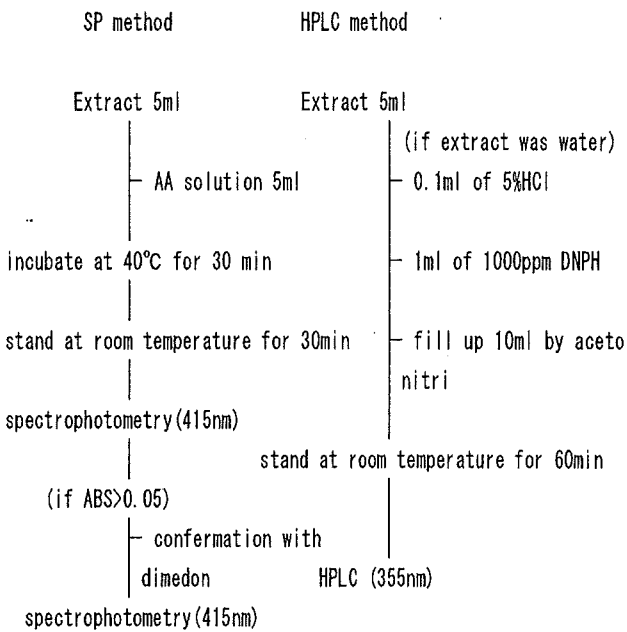 SP method
Extract 5ml
AA solution 5ml
incubate at 40℃ for 30 min
stand at room temperature for 30min
spectrophotometry(415nm)
(if ABS>0.05)
confermation with
dimedon
spectrophotometry(415nm)
HPLC method
Extract 5ml
(if extract was water)
0.1ml of 5%HCl
1ml of 1000ppm DNPH
fill up 10ml by aceto
nitri
stand at room temperature for 60min
HPLC (355nm)